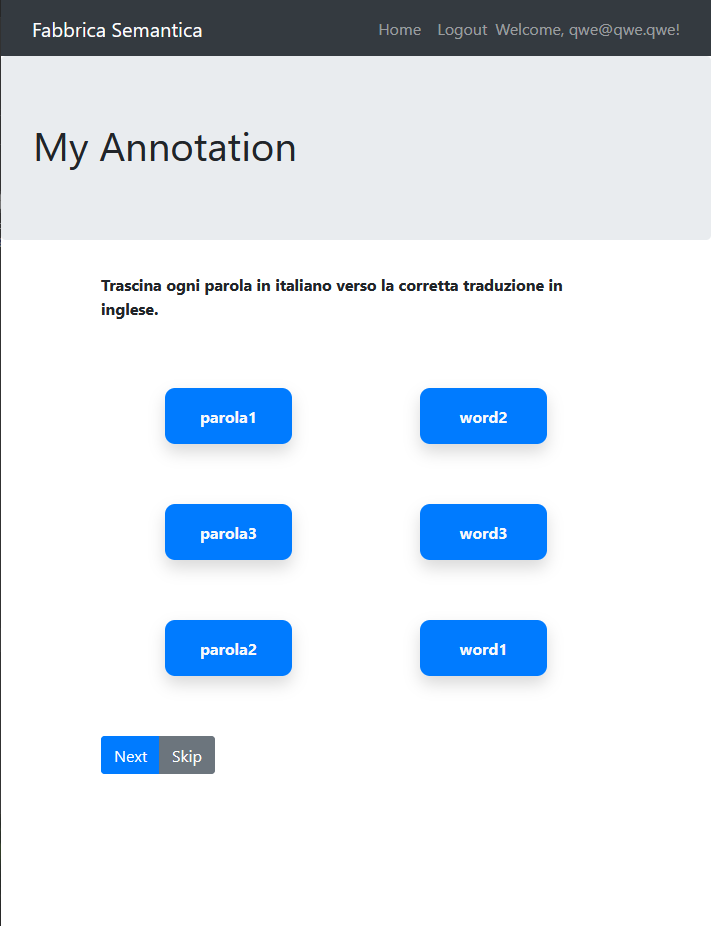 Fabbrica Semantica Home Logout Welcome, qwe@qwe.qwe!
My Annotation
Trascina ogni parola in italiano verso la corretta traduzione in
inglese.
parola1 word2
parola3 word3
parola2 word1
Next Skip